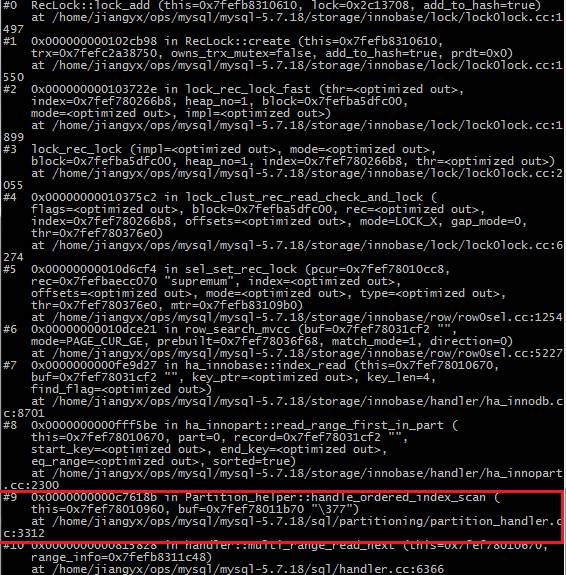 #0  RecLock::lock_add (this=0x7fefb8310610, lock=0x2c13708, add_to_hash=true)
    at /home/jiangyx/ops/mysql/mysql-5.7.18/storage/innobase/lock/lock0lock.cc:1
497
#1  0x000000000102cb98 in RecLock::create (this=0x7fefb8310610,
    trx=0x7fefc2a38750, owns_trx_mutex=false, add_to_hash=true, prdt=0x0)
    at /home/jiangyx/ops/mysql/mysql-5.7.18/storage/innobase/lock/lock0lock.cc:1
550
#2  0x000000000103722e in lock_rec_lock_fast (thr=<optimized out>,
    index=0x7fef780266b8, heap_no=1, block=0x7fefba5dfc00,
    mode=<optimized out>, impl=<optimized out>)
    at /home/jiangyx/ops/mysql/mysql-5.7.18/storage/innobase/lock/lock0lock.cc:1
899
#3  lock_rec_lock (impl=<optimized out>, mode=<optimized out>,
    block=0x7fefba5dfc00, heap_no=1, index=0x7fef780266b8, thr=<optimized out>)
    at /home/jiangyx/ops/mysql/mysql-5.7.18/storage/innobase/lock/lock0lock.cc:2
055
#4  0x00000000010375c2 in lock_clust_rec_read_check_and_lock (
    flags=<optimized out>, block=0x7fefba5dfc00, rec=<optimized out>,
    index=0x7fef780266b8, offsets=<optimized out>, mode=LOCK_X, gap_mode=0,
    thr=0x7fef780376e0)
    at /home/jiangyx/ops/mysql/mysql-5.7.18/storage/innobase/lock/lock0lock.cc:6
274
#5  0x00000000010d6cf4 in sel_set_rec_lock (pcur=0x7fef78010cc8,
    rec=0x7fefbaecc070 "supremum", index=<optimized out>,
    offsets=<optimized out>, mode=<optimized out>, type=<optimized out>,
    thr=0x7fef780376e0, mtr=0x7fefb83109b0)
    at /home/jiangyx/ops/mysql/mysql-5.7.18/storage/innobase/row/row0sel.cc:1254
#6  0x00000000010dce21 in row_search_mvcc (buf=0x7fef78031cf2 "",
    mode=PAGE_CUR_GE, prebuilt=0x7fef78036f68, match_mode=1, direction=0)
    at /home/jiangyx/ops/mysql/mysql-5.7.18/storage/innobase/row/row0sel.cc:5227
#7  0x0000000000fe9d27 in ha_innobase::index_read (this=0x7fef78010670,
    buf=0x7fef78031cf2 "", key_ptr=<optimized out>, key_len=4,
    find_flag=<optimized out>)
    at /home/jiangyx/ops/mysql/mysql-5.7.18/storage/innobase/handler/ha_innodb.c
c:8701
#8  0x0000000000fff5be in ha_innopart::read_range_first_in_part (
    this=0x7fef78010670, part=0, record=0x7fef78031cf2 "",
    start_key=<optimized out>, end_key=<optimized out>,
    eq_range=<optimized out>, sorted=true)
    at /home/jiangyx/ops/mysql/mysql-5.7.18/storage/innobase/handler/ha_innopart
.cc:2300
#9  0x0000000000c7618b in Partition_helper::handle_ordered_index_scan (
    this=0x7fef78010960, buf=0x7fef78011b70 "\377")
    at /home/jiangyx/ops/mysql/mysql-5.7.18/sql/partitioning/partition_handler.c
c:3312
#10 0x0000000000815828 in handler::multi_range_read_next (this=0x7fef78010670,
    range_info=0x7fefb8311c48)
    at /home/jiangyx/ops/mysql/mysql-5.7.18/sql/handler.cc:6366